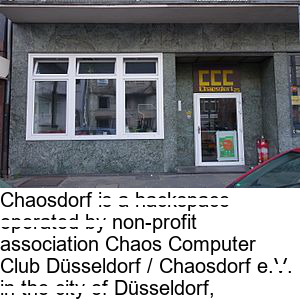 CCC
Chaosdorf
Chaosdorf is a hackspace
operated by non-profit
association Chaos Computer
Club Düsseldorf / Chaosdorf e.V.
in the city of Düsseldorf,